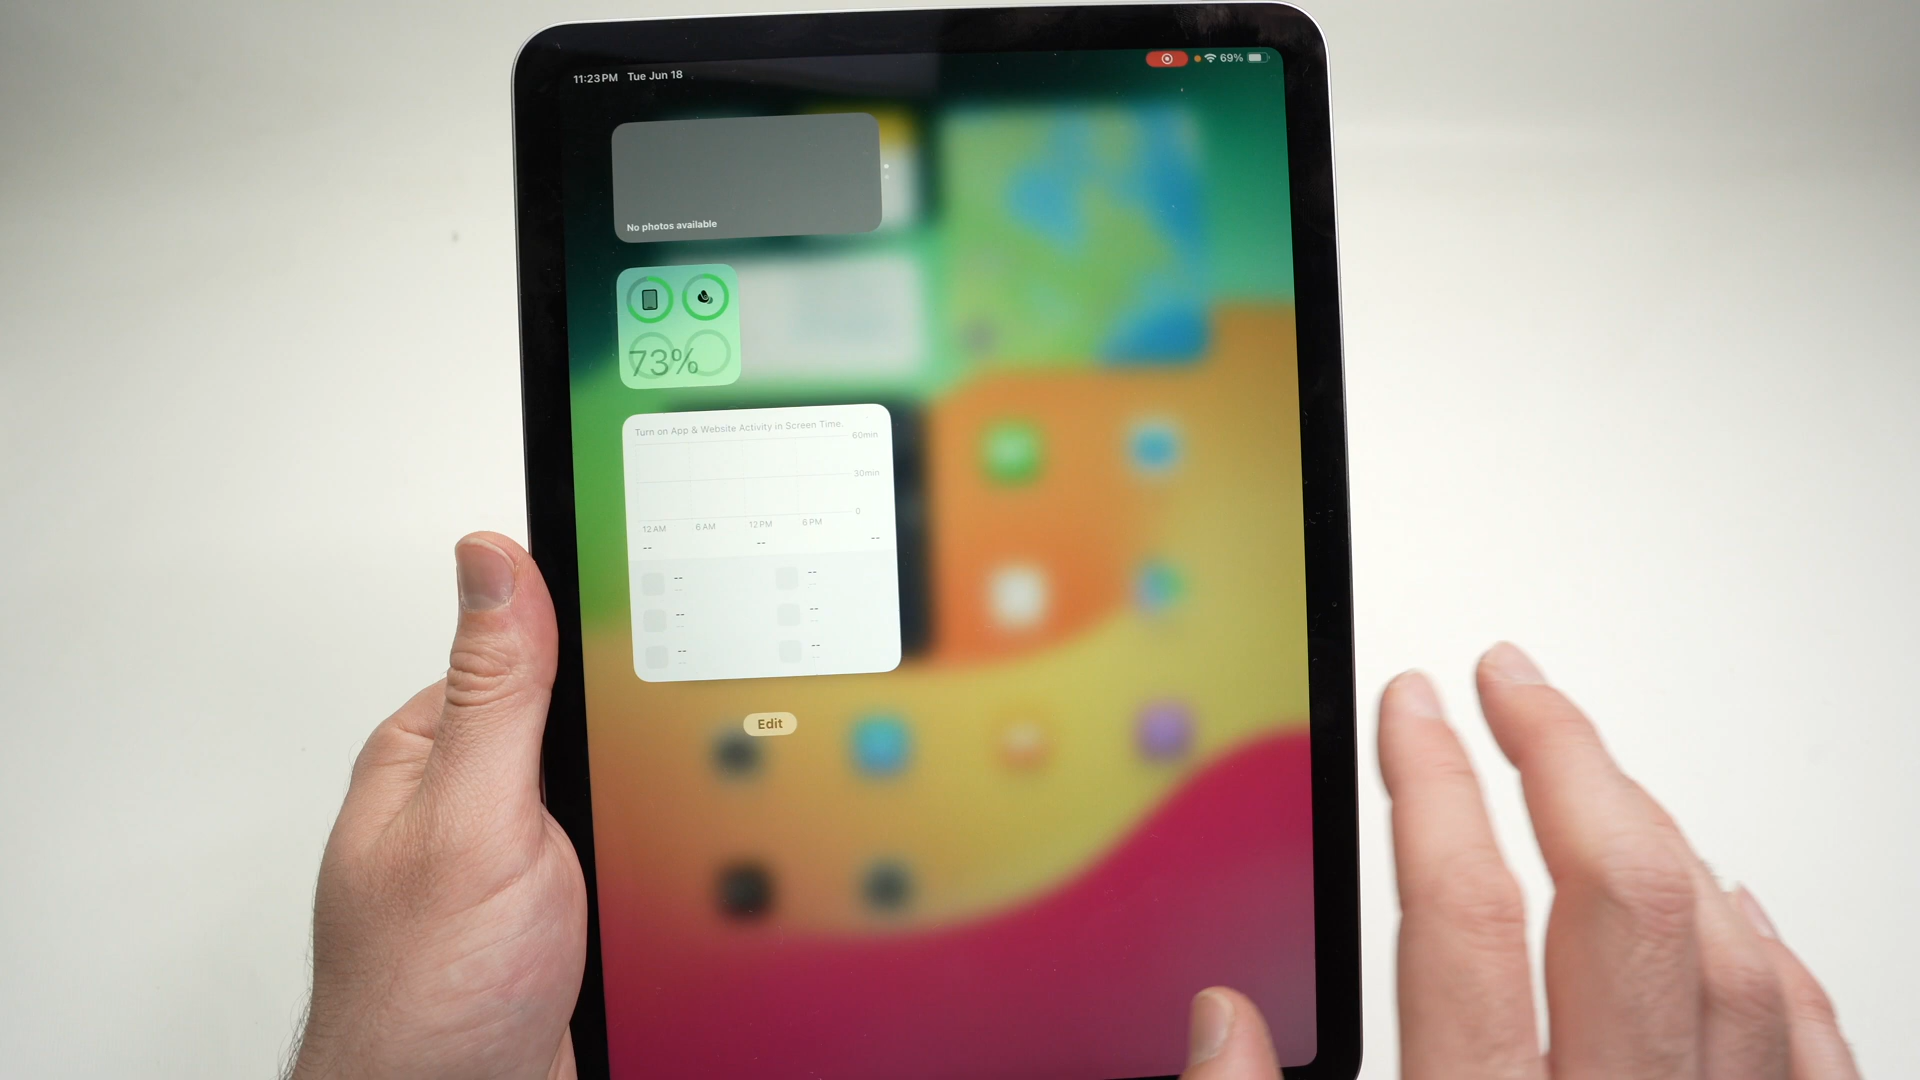 11:23 PM Tue Jun 18
69%
No photos available
73%
Turn on App & Website Activity in Screen Time.
60min
30min
0
12 AM 6 AM 12 PM 6 PM
-- -- --
-- --
-- --
-- --
Edit